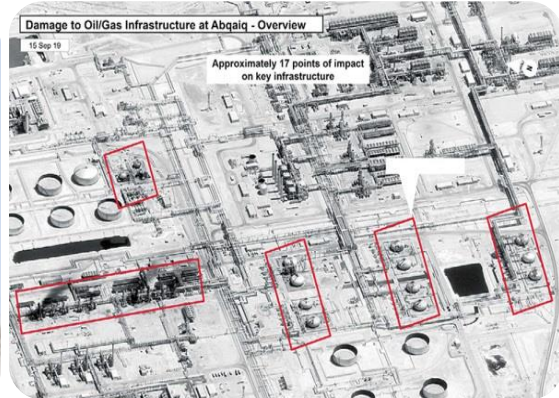 Damage to Oil/Gas Infrastructure at Abqaiq - Overview
15 Sep 19
Approximately 17 points of impact
on key infrastructure